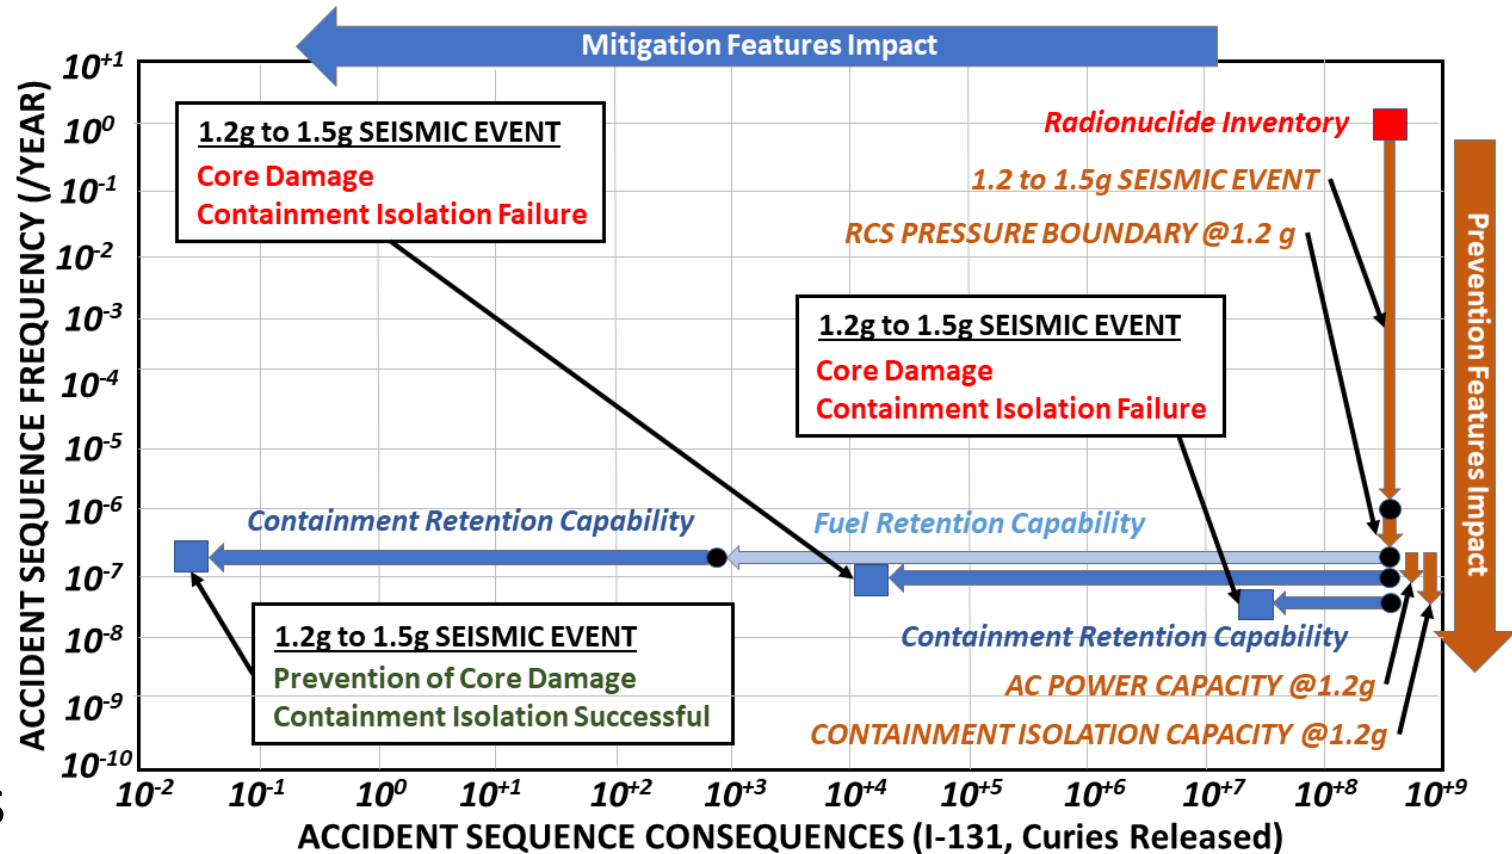 Mitigation Features Impact
10+1
100
10-1
10-2
10-3
10-4
10-5
10-6
10-7
10-8
10-9
10-10
ACCIDENT SEQUENCE FREQUENCY (/YEAR)
1.2g to 1.5g SEISMIC EVENT
Core Damage
Containment Isolation Failure
Radionuclide Inventory
1.2 to 1.5g SEISMIC EVENT
RCS PRESSURE BOUNDARY @1.2 g
Prevention Features Impact
1.2g to 1.5g SEISMIC EVENT
Core Damage
Containment Isolation Failure
Containment Retention Capability
Fuel Retention Capability
1.2g to 1.5g SEISMIC EVENT
Prevention of Core Damage
Containment Isolation Successful
Containment Retention Capability
AC POWER CAPACITY @1.2g
CONTAINMENT ISOLATION CAPACITY @1.2g
10-2 10-1 100 10+1 10+2 10+3 10+4 10+5 10+6 10+7 10+8 10+9
ACCIDENT SEQUENCE CONSEQUENCES (I-131, Curies Released)